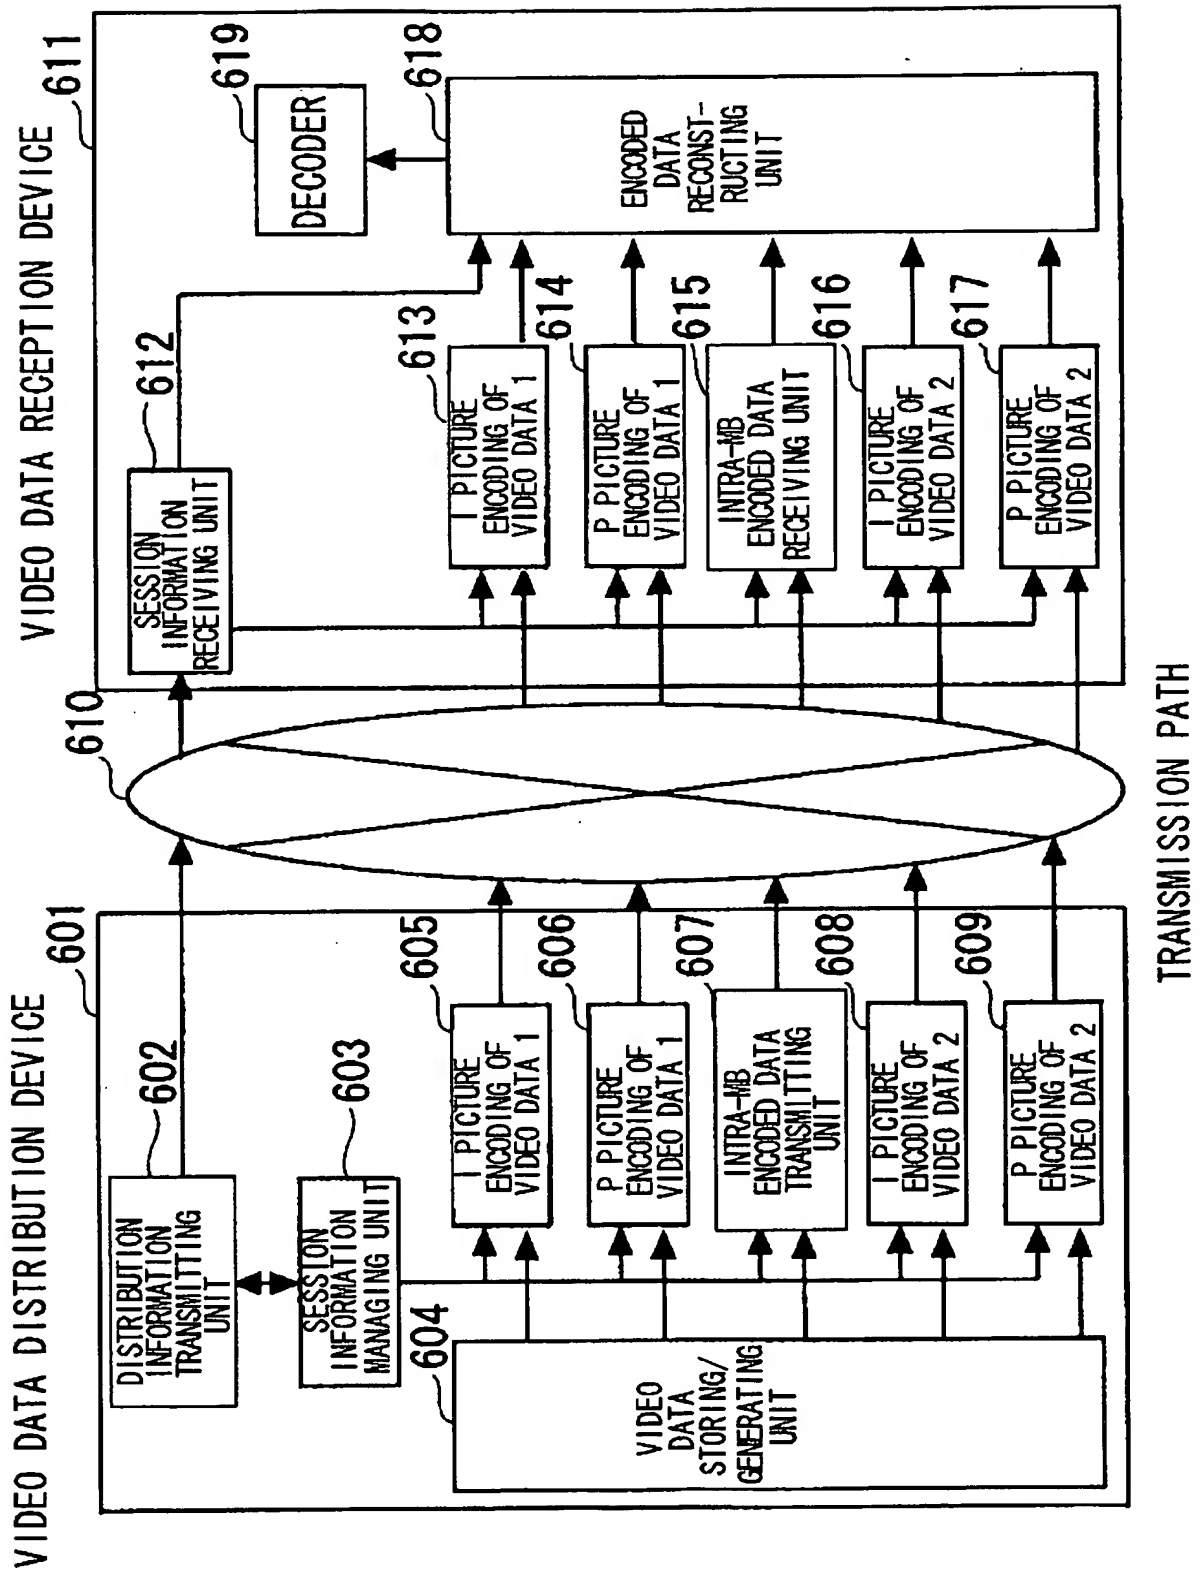 VIDEO DATA DISTRIBUTION DEVICE
601
DISTRIBUTION
INFORMATION
TRANSMITTING
UNIT
602
SESSION
INFORMATION
MANAGING UNIT
603
604
VIDEO
DATA
STORING/
GENERATING
UNIT
605
I PICTURE
ENCODING OF
VIDEO DATA 1
606
P PICTURE
ENCODING OF
VIDEO DATA 1
607
INTRA-MB
ENCODED DATA
TRANSMITTING
UNIT
608
I PICTURE
ENCODING OF
VIDEO DATA 2
609
P PICTURE
ENCODING OF
VIDEO DATA 2
610
TRANSMISSION PATH
VIDEO DATA RECEPTION DEVICE
611
SESSION
INFORMATION
RECEIVING UNIT
612
613
I PICTURE
ENCODING OF
VIDEO DATA 1
614
P PICTURE
ENCODING OF
VIDEO DATA 1
615
INTRA-MB
ENCODED DATA
RECEIVING UNIT
616
I PICTURE
ENCODING OF
VIDEO DATA 2
617
P PICTURE
ENCODING OF
VIDEO DATA 2
618
ENCODED
DATA
RECONST-
RUCTING
UNIT
619
DECODER